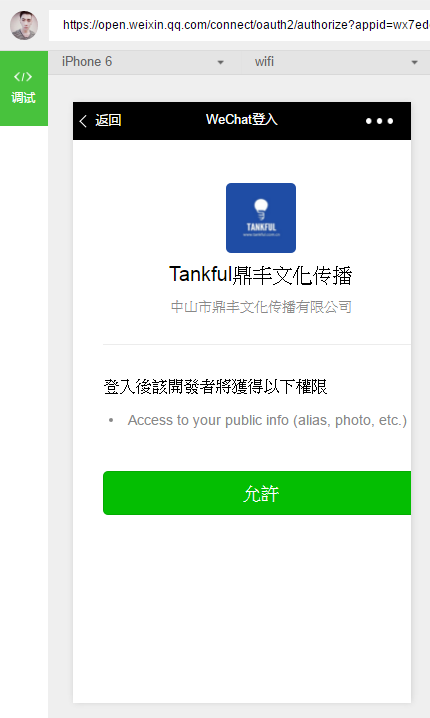 https://open.weixin.qq.com/connect/oauth2/authorize?appid=wx7ed
iPhone 6
wifi
</>
调试
返回
WeChat登入
TANKFUL
Tankful鼎丰文化传播
中山市鼎丰文化传播有限公司
登入後該開發者將獲得以下權限
• Access to your public info (alias, photo, etc.)
允許